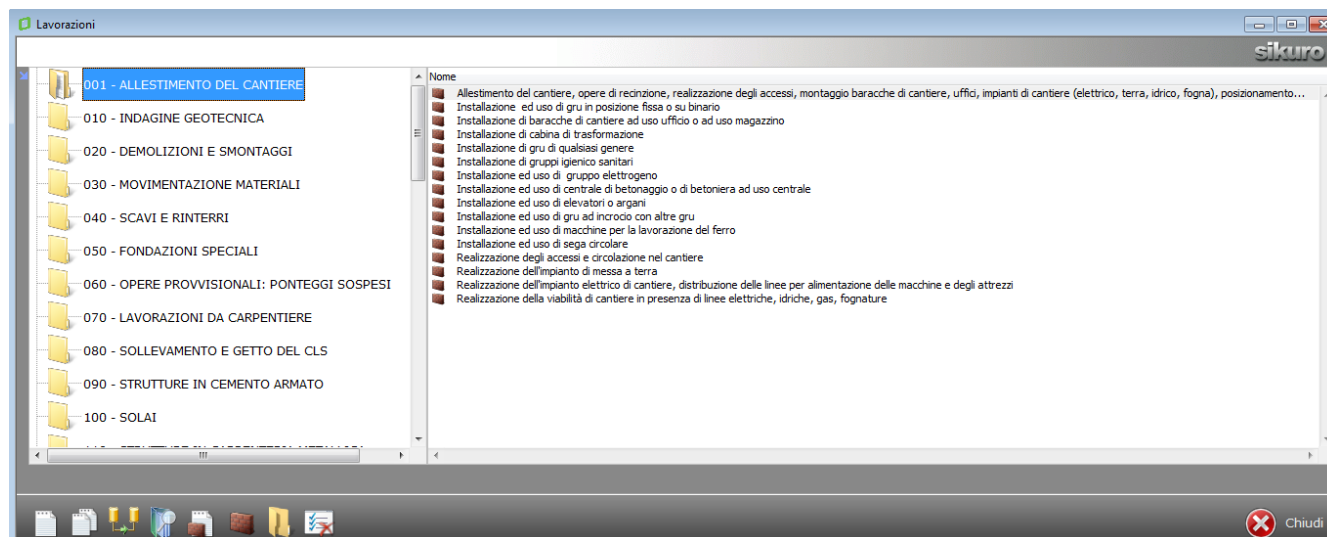 Lavorazioni
sikuro
001 - ALLESTIMENTO DEL CANTIERE
010 - INDAGINE GEOTECNICA
020 - DEMOLIZIONI E SMONTAGGI
030 - MOVIMENTAZIONE MATERIALI
040 - SCAVI E RINTERRI
050 - FONDAZIONI SPECIALI
060 - OPERE PROVVISIONALI: PONTEGGI SOSPESI
070 - LAVORAZIONI DA CARPENTIERE
080 - SOLLEVAMENTO E GETTO DEL CLS
090 - STRUTTURE IN CEMENTO ARMATO
100 - SOLAI
Nome
Allestimento del cantiere, opere di recinzione, realizzazione degli accessi, montaggio baracche di cantiere, uffici, impianti di cantiere (elettrico, terra, idrico, fogna), posizionamento...
Installazione  ed uso di gru in posizione fissa o su binario
Installazione di baracche di cantiere ad uso ufficio o ad uso magazzino
Installazione di cabina di trasformazione
Installazione di gru di qualsiasi genere
Installazione di gruppi igienico sanitari
Installazione ed uso di  gruppo elettrogeno
Installazione ed uso di centrale di betonaggio o di betoniera ad uso centrale
Installazione ed uso di elevatori o argani
Installazione ed uso di gru ad incrocio con altre gru
Installazione ed uso di macchine per la lavorazione del ferro
Installazione ed uso di sega circolare
Realizzazione degli accessi e circolazione nel cantiere
Realizzazione dell'impianto di messa a terra
Realizzazione dell'impianto elettrico di cantiere, distribuzione delle linee per alimentazione delle macchine e degli attrezzi
Realizzazione della viabilità di cantiere in presenza di linee elettriche, idriche, gas, fognature
Chiudi